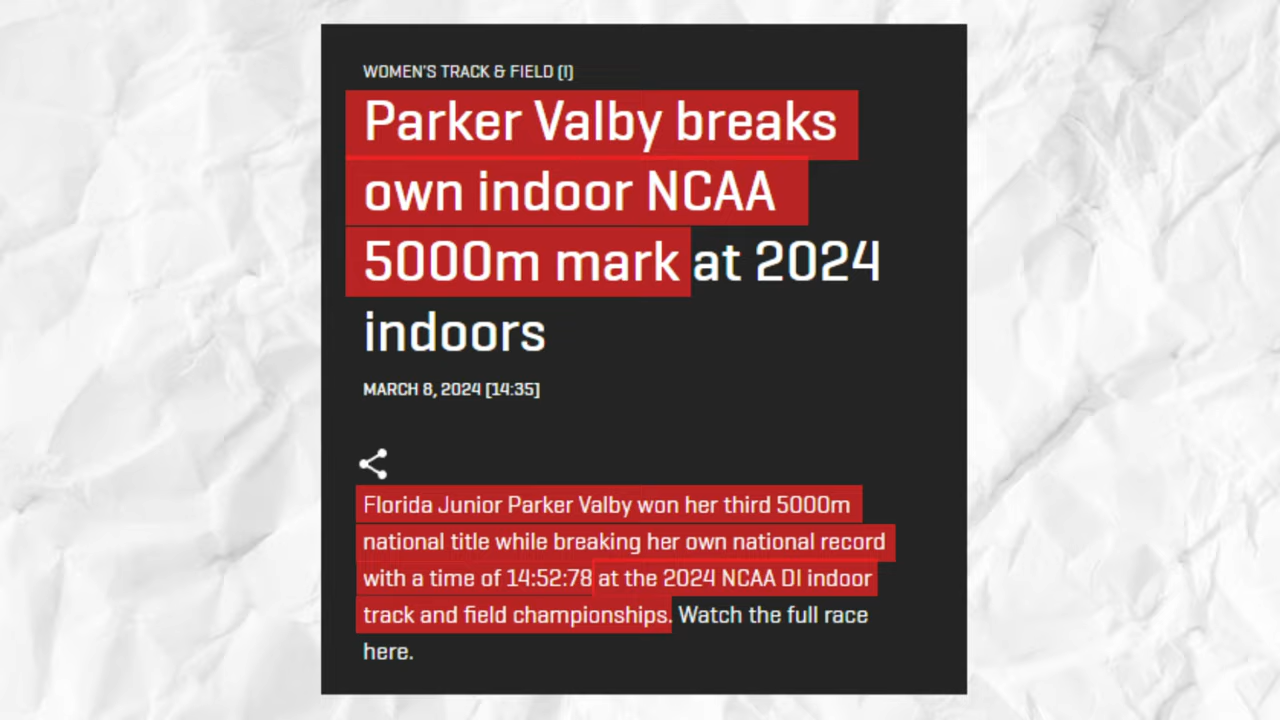 WOMEN'S TRACK & FIELD (I)
Parker Valby breaks
own indoor NCAA
5000m mark at 2024
indoors
MARCH 8, 2024 [14:35]
Florida Junior Parker Valby won her third 5000m
national title while breaking her own national record
with a time of 14:52:78 at the 2024 NCAA DI indoor
track and field championships. Watch the full race
here.